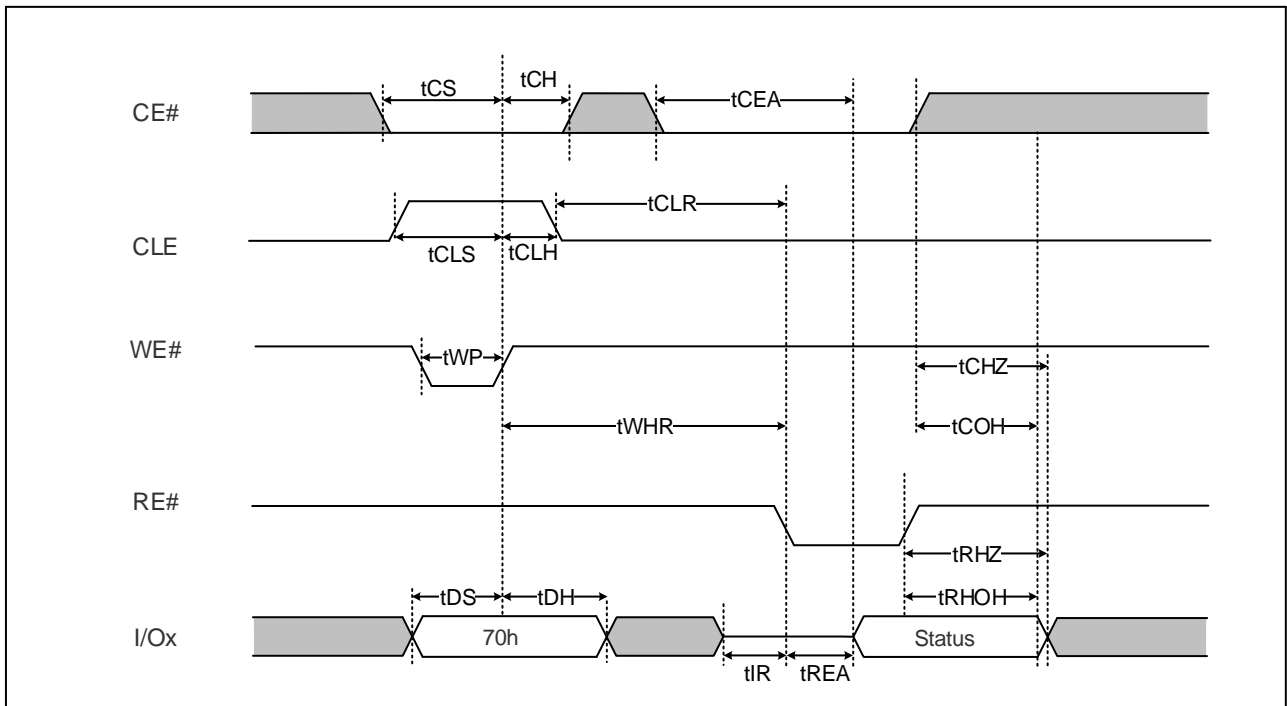 tCS
tCH
tCEA
CE#
tCLR
CLE
tCLS
tCLH
WE#
tWP
tCHZ
tWHR
tCOH
RE#
tRHZ
tDS
tDH
tRHOH
I/Ox
70h
Status
tIR
tREA